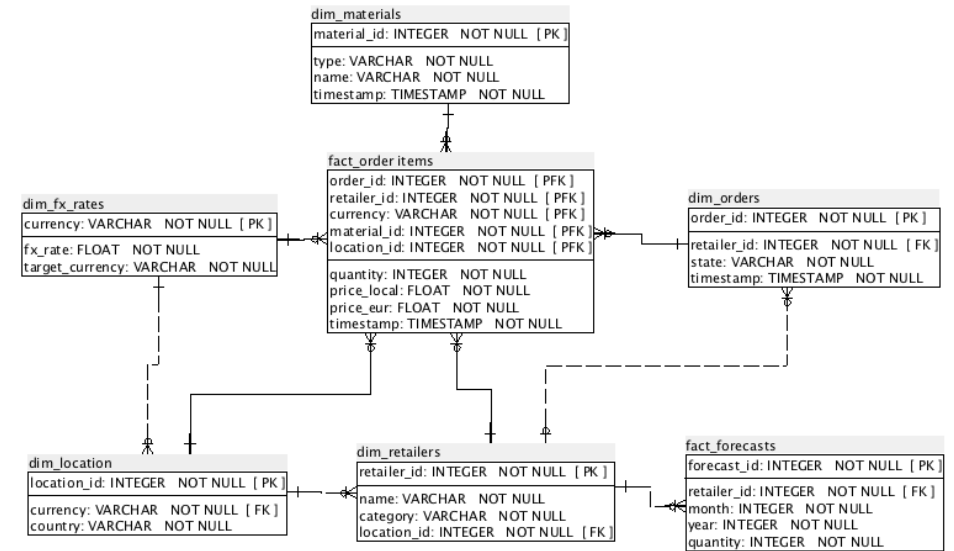 dim_materials
material_id: INTEGER NOT NULL [ PK ]
type: VARCHAR NOT NULL
name: VARCHAR NOT NULL
timestamp: TIMESTAMP NOT NULL
fact_order items
order_id: INTEGER NOT NULL [ PFK ]
retailer_id: INTEGER NOT NULL [ PFK ]
currency: VARCHAR NOT NULL [ PFK ]
material_id: INTEGER NOT NULL [ PFK ]
location_id: INTEGER NOT NULL [ PFK ]
quantity: INTEGER NOT NULL
price_local: FLOAT NOT NULL
price_eur: FLOAT NOT NULL
timestamp: TIMESTAMP NOT NULL
dim_fx_rates
currency: VARCHAR NOT NULL [ PK ]
fx_rate: FLOAT NOT NULL
target_currency: VARCHAR NOT NULL
dim_orders
order_id: INTEGER NOT NULL [ PK ]
retailer_id: INTEGER NOT NULL [ FK ]
state: VARCHAR NOT NULL
timestamp: TIMESTAMP NOT NULL
dim_location
location_id: INTEGER NOT NULL [ PK ]
currency: VARCHAR NOT NULL [ FK ]
country: VARCHAR NOT NULL
dim_retailers
retailer_id: INTEGER NOT NULL [ PK ]
name: VARCHAR NOT NULL
category: VARCHAR NOT NULL
location_id: INTEGER NOT NULL [ FK ]
fact_forecasts
forecast_id: INTEGER NOT NULL [ PK ]
retailer_id: INTEGER NOT NULL [ FK ]
month: INTEGER NOT NULL
year: INTEGER NOT NULL
quantity: INTEGER NOT NULL